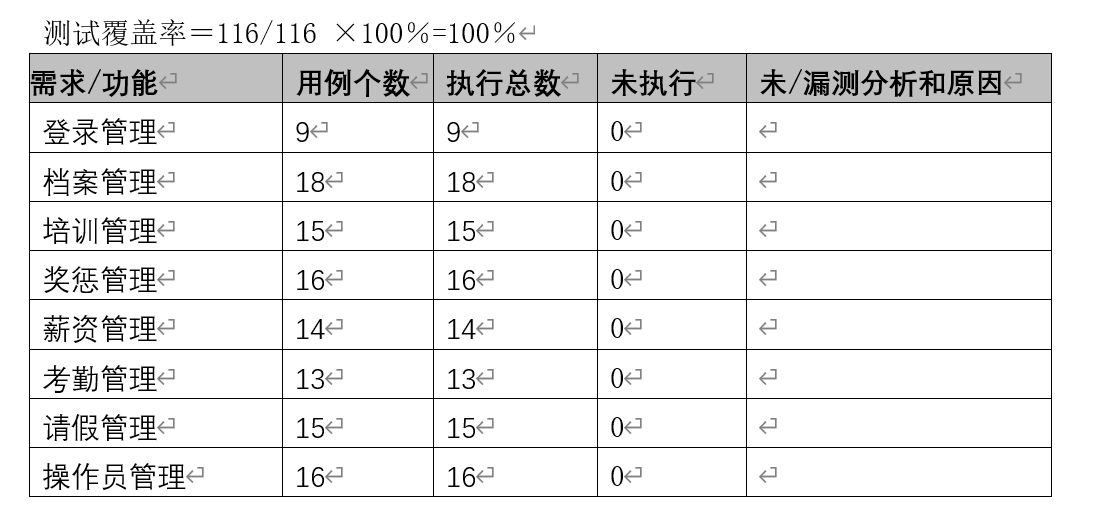 测试覆盖率＝116/116 ×100%=100%
需求/功能 用例个数 执行总数 未执行 未/漏测分析和原因
登录管理 9 9 0
档案管理 18 18 0
培训管理 15 15 0
奖惩管理 16 16 0
薪资管理 14 14 0
考勤管理 13 13 0
请假管理 15 15 0
操作员管理 16 16 0